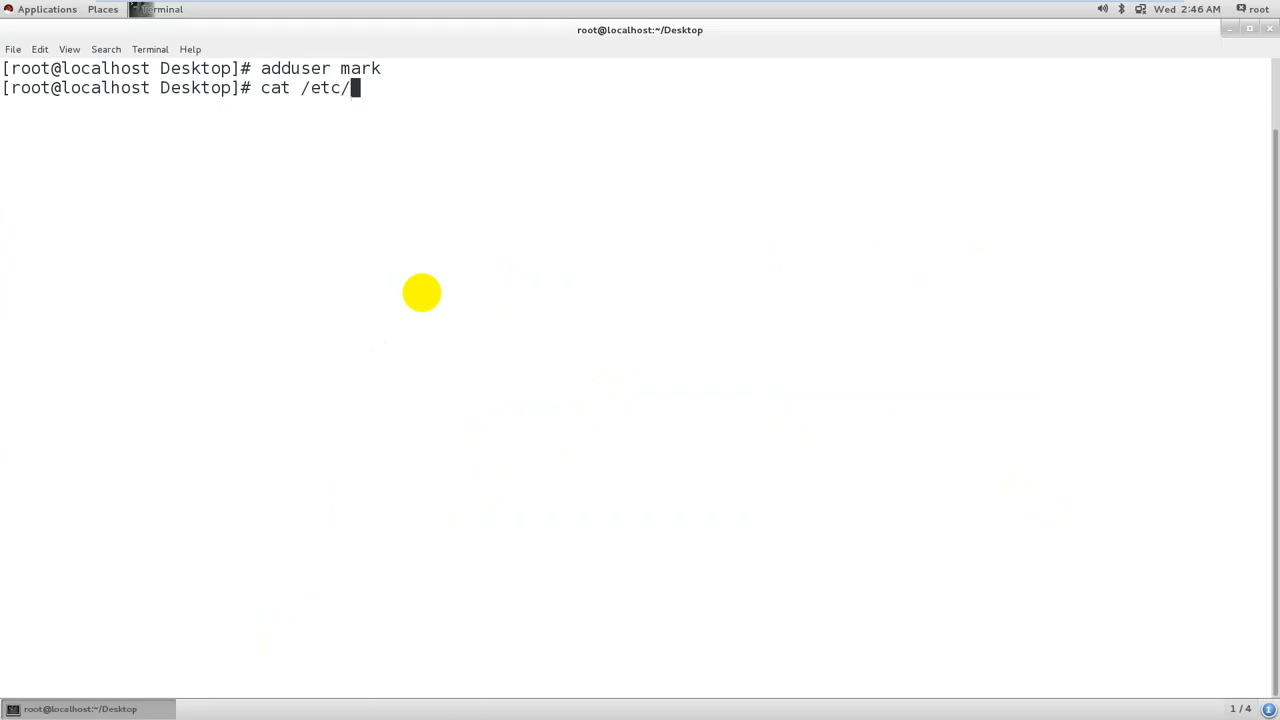 Applications Places Terminal Wed 2:46 AM root
root@localhost:~/Desktop
File Edit View Search Terminal Help
[root@localhost Desktop]# adduser mark
[root@localhost Desktop]# cat /etc/
root@localhost:~/Desktop 1 / 4